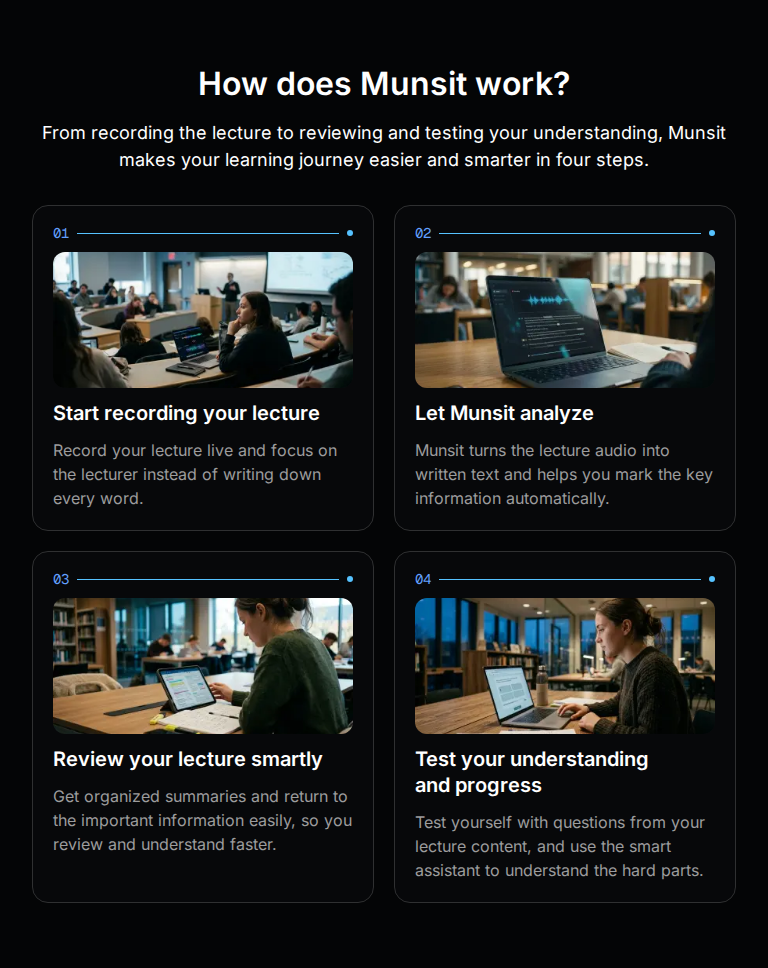 How does Munsit work?
From recording the lecture to reviewing and testing your understanding, Munsit
makes your learning journey easier and smarter in four steps.
01
Start recording your lecture
Record your lecture live and focus on
the lecturer instead of writing down
every word.
02
Let Munsit analyze
Munsit turns the lecture audio into
written text and helps you mark the key
information automatically.
03
Review your lecture smartly
Get organized summaries and return to
the important information easily, so you
review and understand faster.
04
Test your understanding
and progress
Test yourself with questions from your
lecture content, and use the smart
assistant to understand the hard parts.